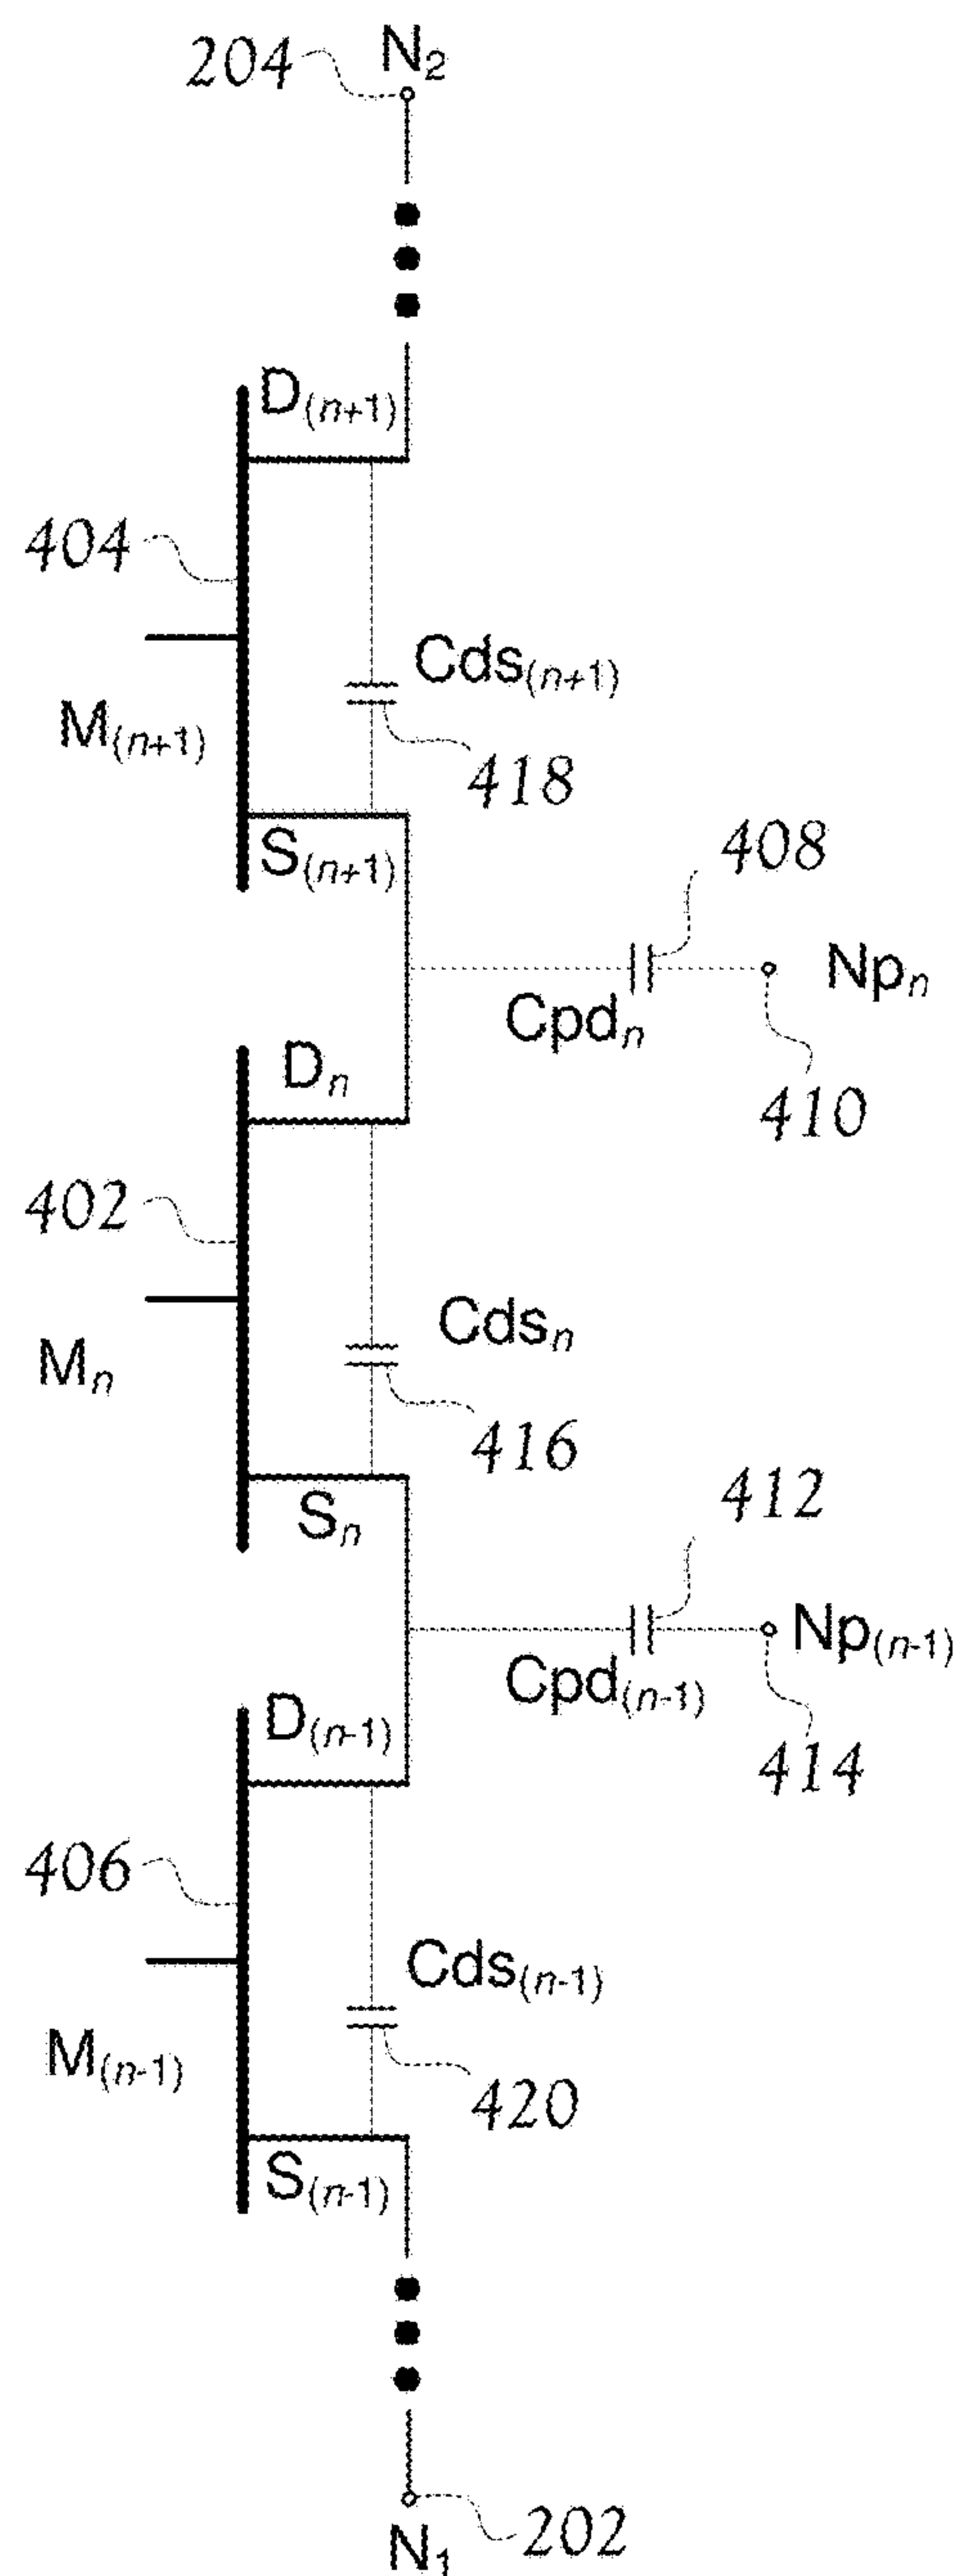 204 N₂
D₍ₙ₊₁₎
404
Cds₍ₙ₊₁₎
M₍ₙ₊₁₎
418
S₍ₙ₊₁₎
408
Npₙ
Cpdₙ
Dₙ
410
402
Cdsₙ
Mₙ
416
412
Sₙ
Np₍ₙ₋₁₎
Cpd₍ₙ₋₁₎
D₍ₙ₋₁₎
414
406
Cds₍ₙ₋₁₎
M₍ₙ₋₁₎
420
S₍ₙ₋₁₎
202
N₁